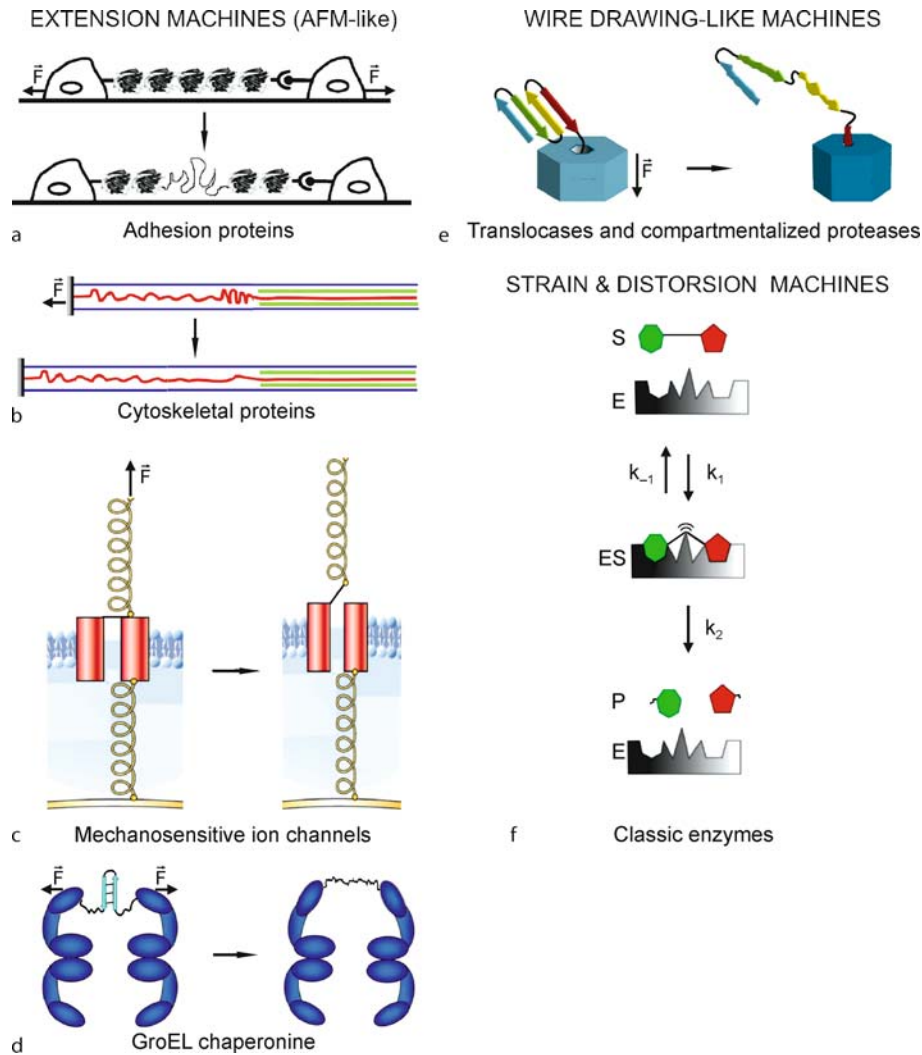 EXTENSION MACHINES (AFM-like)
F F
a Adhesion proteins
F
b Cytoskeletal proteins
F
c Mechanosensitive ion channels
F F
d GroEL chaperonine
WIRE DRAWING-LIKE MACHINES
F
e Translocases and compartmentalized proteases
STRAIN & DISTORSION MACHINES
S
E
k₋₁ k₁
ES
k₂
P
E
f Classic enzymes